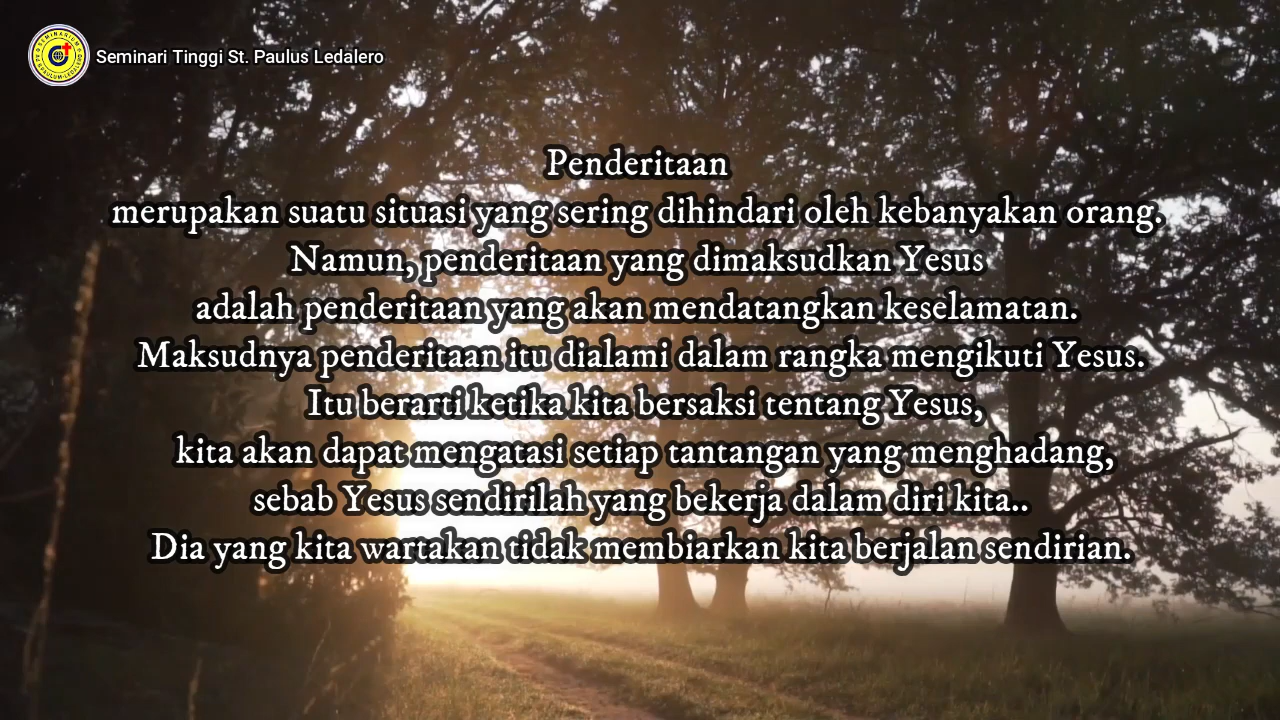 Seminari Tinggi St. Paulus Ledalero
Penderitaan
merupakan suatu situasi yang sering dihindari oleh kebanyakan orang.
Namun, penderitaan yang dimaksudkan Yesus
adalah penderitaan yang akan mendatangkan keselamatan.
Maksudnya penderitaan itu dialami dalam rangka mengikuti Yesus.
Itu berarti ketika kita bersaksi tentang Yesus,
kita akan dapat mengatasi setiap tantangan yang menghadang,
sebab Yesus sendirilah yang bekerja dalam diri kita..
Dia yang kita wartakan tidak membiarkan kita berjalan sendirian.